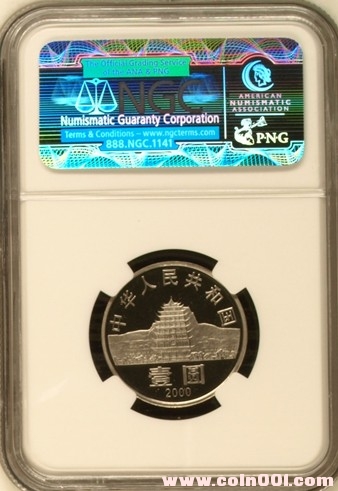 The Official Grading Service
of the ANA & PNG
NGC
Numismatic Guaranty Corporation
Terms & Conditions – www.ngcterms.com
888.NGC.1141
AMERICAN
NUMISMATIC
ASSOCIATION
PNG
中华人民共和国
壹圆
2000
www.coin001.com